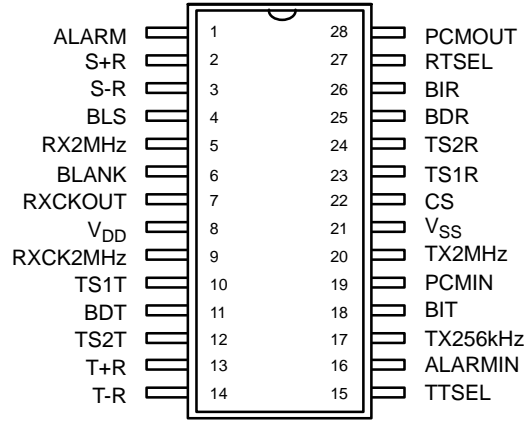 ALARM 1 28 PCMOUT
S+R 2 27 RTSEL
S-R 3 26 BIR
BLS 4 25 BDR
RX2MHz 5 24 TS2R
BLANK 6 23 TS1R
RXCKOUT 7 22 CS
VDD 8 21 VSS
RXCK2MHz 9 20 TX2MHz
TS1T 10 19 PCMIN
BDT 11 18 BIT
TS2T 12 17 TX256kHz
T+R 13 16 ALARMIN
T-R 14 15 TTSEL